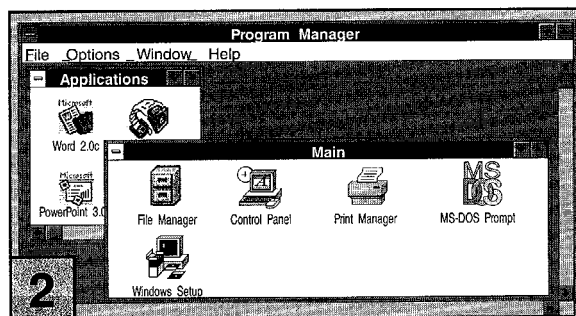 Program Manager
File Options Window Help
Applications
Microsoft
Word 2.0c
Microsoft
PowerPoint 3.0
Main
File Manager Control Panel Print Manager MS-DOS Prompt
MS
DOS
Windows Setup
2